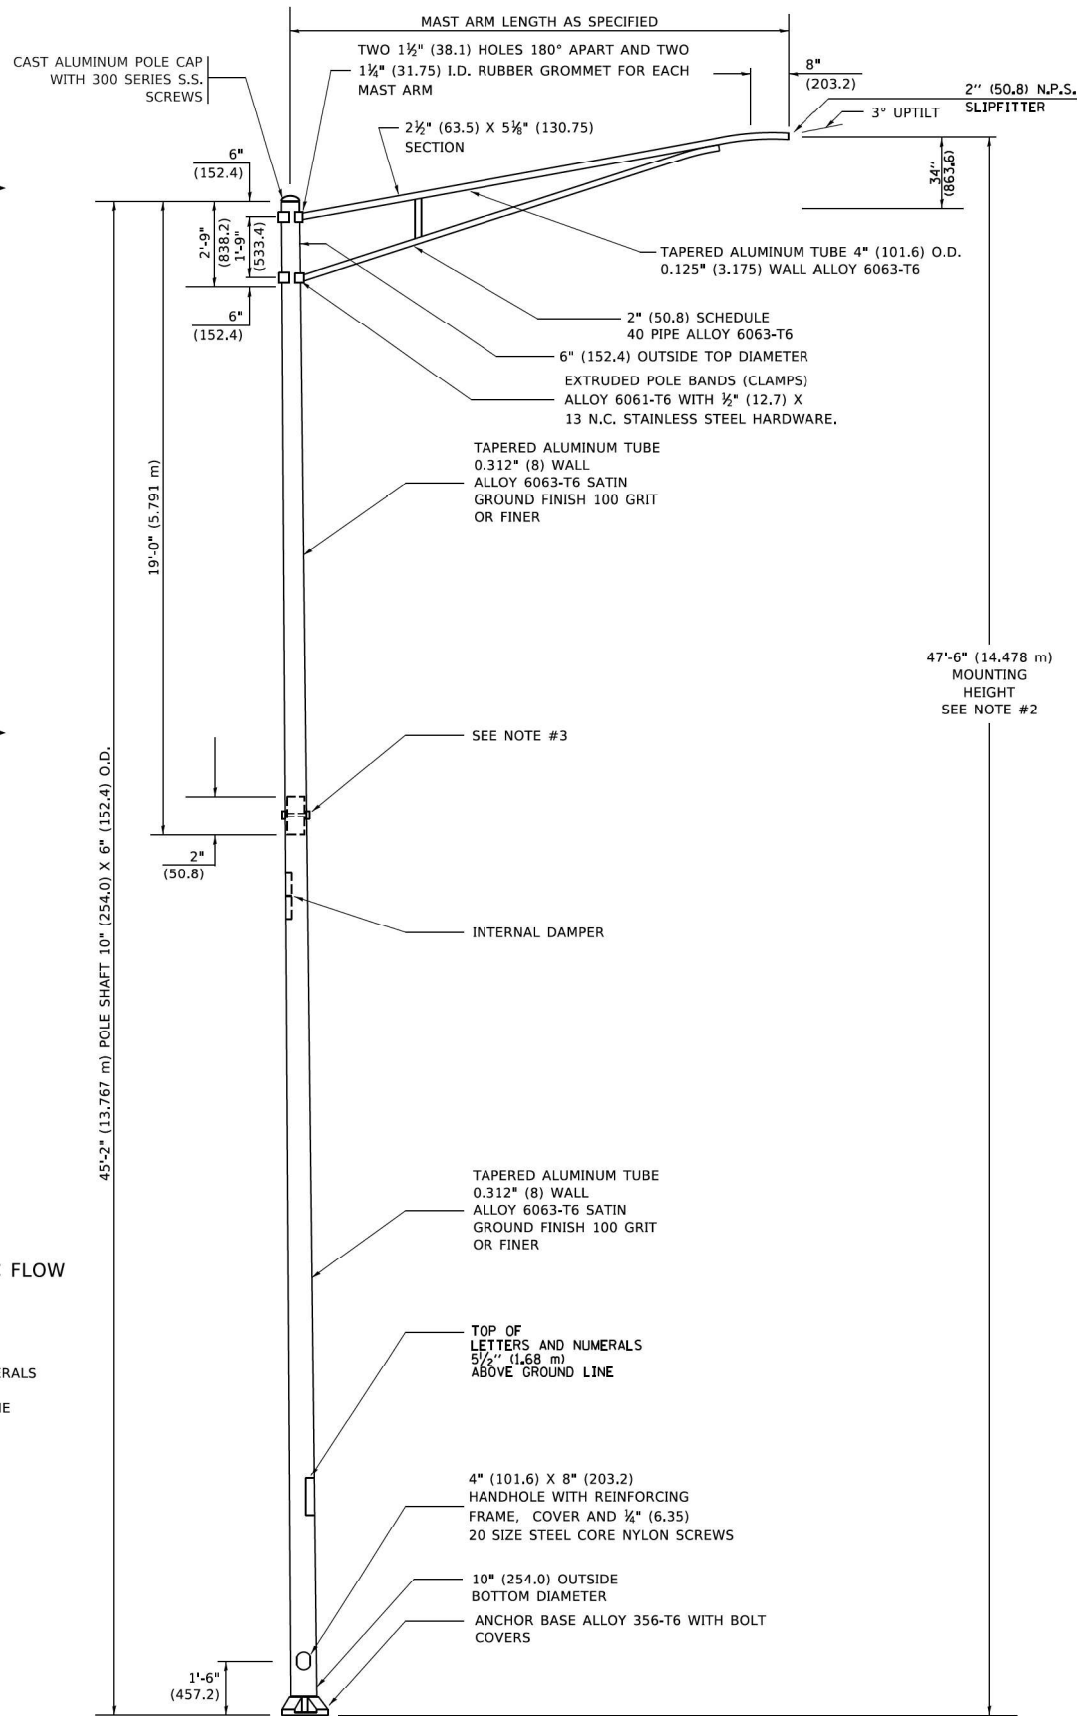 MAST ARM LENGTH AS SPECIFIED
CAST ALUMINUM POLE CAP
WITH 300 SERIES S.S.
SCREWS
TWO 1½" (38.1) HOLES 180° APART AND TWO
1¼" (31.75) I.D. RUBBER GROMMET FOR EACH
MAST ARM
8"
(203.2)
2'' (50.8) N.P.S.
SLIPFITTER
3° UPTILT
2½" (63.5) X 5⅛" (130.75)
SECTION
6"
(152.4)
34''
(863.6)
2'-9"
(838.2)
1'-9"
(533.4)
TAPERED ALUMINUM TUBE 4" (101.6) O.D.
0.125" (3.175) WALL ALLOY 6063-T6
6"
(152.4)
2" (50.8) SCHEDULE
40 PIPE ALLOY 6063-T6
6" (152.4) OUTSIDE TOP DIAMETER
EXTRUDED POLE BANDS (CLAMPS)
ALLOY 6061-T6 WITH ½" (12.7) X
13 N.C. STAINLESS STEEL HARDWARE.
TAPERED ALUMINUM TUBE
0.312" (8) WALL
ALLOY 6063-T6 SATIN
GROUND FINISH 100 GRIT
OR FINER
19'-0" (5.791 m)
47'-6" (14.478 m)
MOUNTING
HEIGHT
SEE NOTE #2
SEE NOTE #3
2"
(50.8)
INTERNAL DAMPER
45'-2" (13.767 m) POLE SHAFT 10" (254.0) X 6" (152.4) O.D.
TAPERED ALUMINUM TUBE
0.312" (8) WALL
ALLOY 6063-T6 SATIN
GROUND FINISH 100 GRIT
OR FINER
FLOW
TOP OF
LETTERS AND NUMERALS
5½'' (1.68 m)
ABOVE GROUND LINE
ERALS
NE
4" (101.6) X 8" (203.2)
HANDHOLE WITH REINFORCING
FRAME, COVER AND ¼" (6.35)
20 SIZE STEEL CORE NYLON SCREWS
10" (254.0) OUTSIDE
BOTTOM DIAMETER
ANCHOR BASE ALLOY 356-T6 WITH BOLT
COVERS
1'-6"
(457.2)